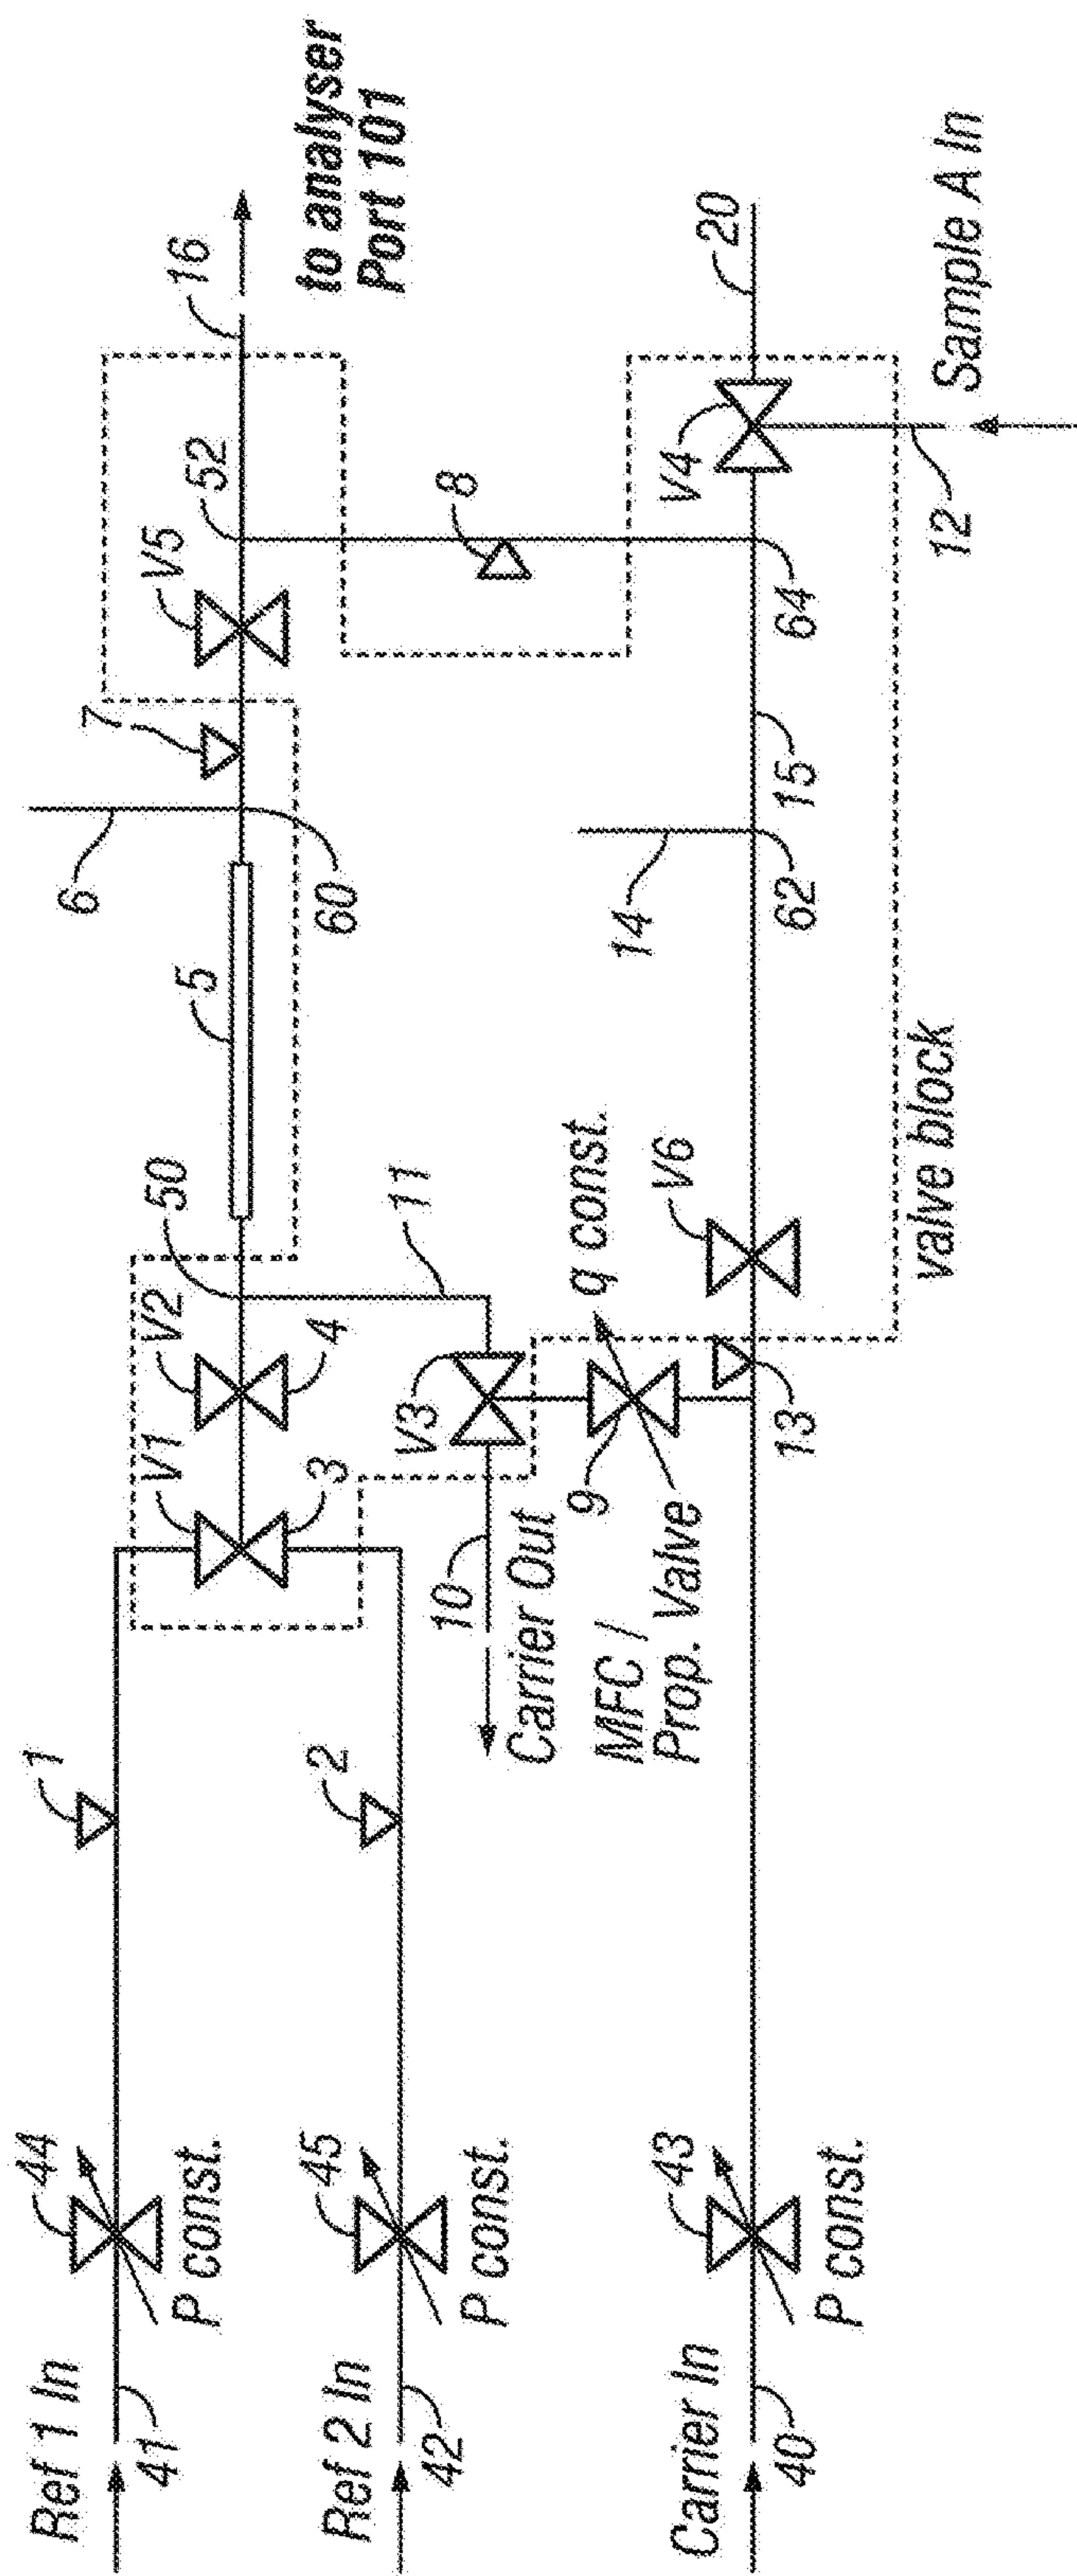 Ref 1 In
41
44
P const.
1
V1
V2
3
4
50
5
6
60
7
V5
52
16
to analyser
Port 101
Ref 2 In
42
45
P const.
2
10
Carrier Out
V3
11
MFC /
Prop. Valve
9
q const.
8
Carrier In
40
43
P const.
13
V6
14
62
15
64
V4
20
12
Sample A In
valve block